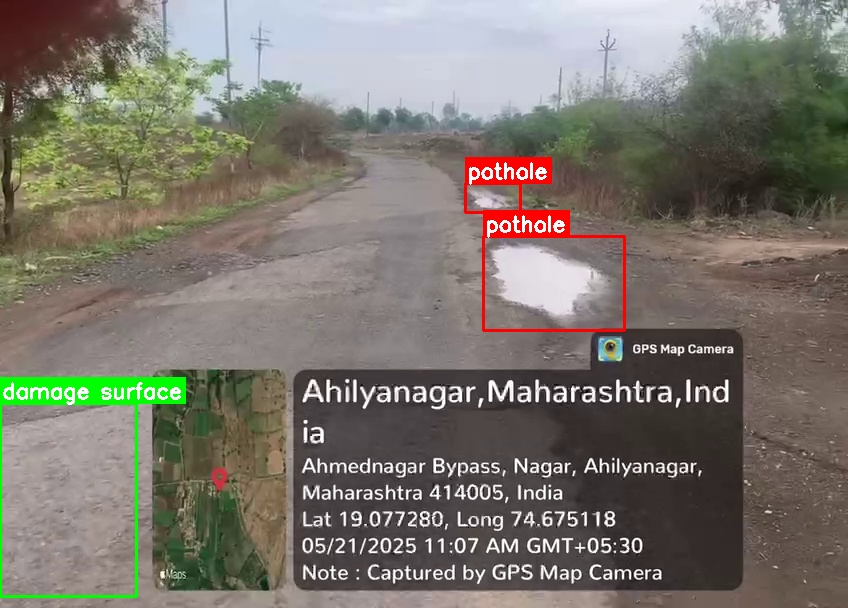 pothole
pothole
GPS Map Camera
damage surface
Ahilyanagar,Maharashtra,Ind
ia
Ahmednagar Bypass, Nagar, Ahilyanagar,
Maharashtra 414005, India
Lat 19.077280, Long 74.675118
05/21/2025 11:07 AM GMT+05:30
Note : Captured by GPS Map Camera
Maps